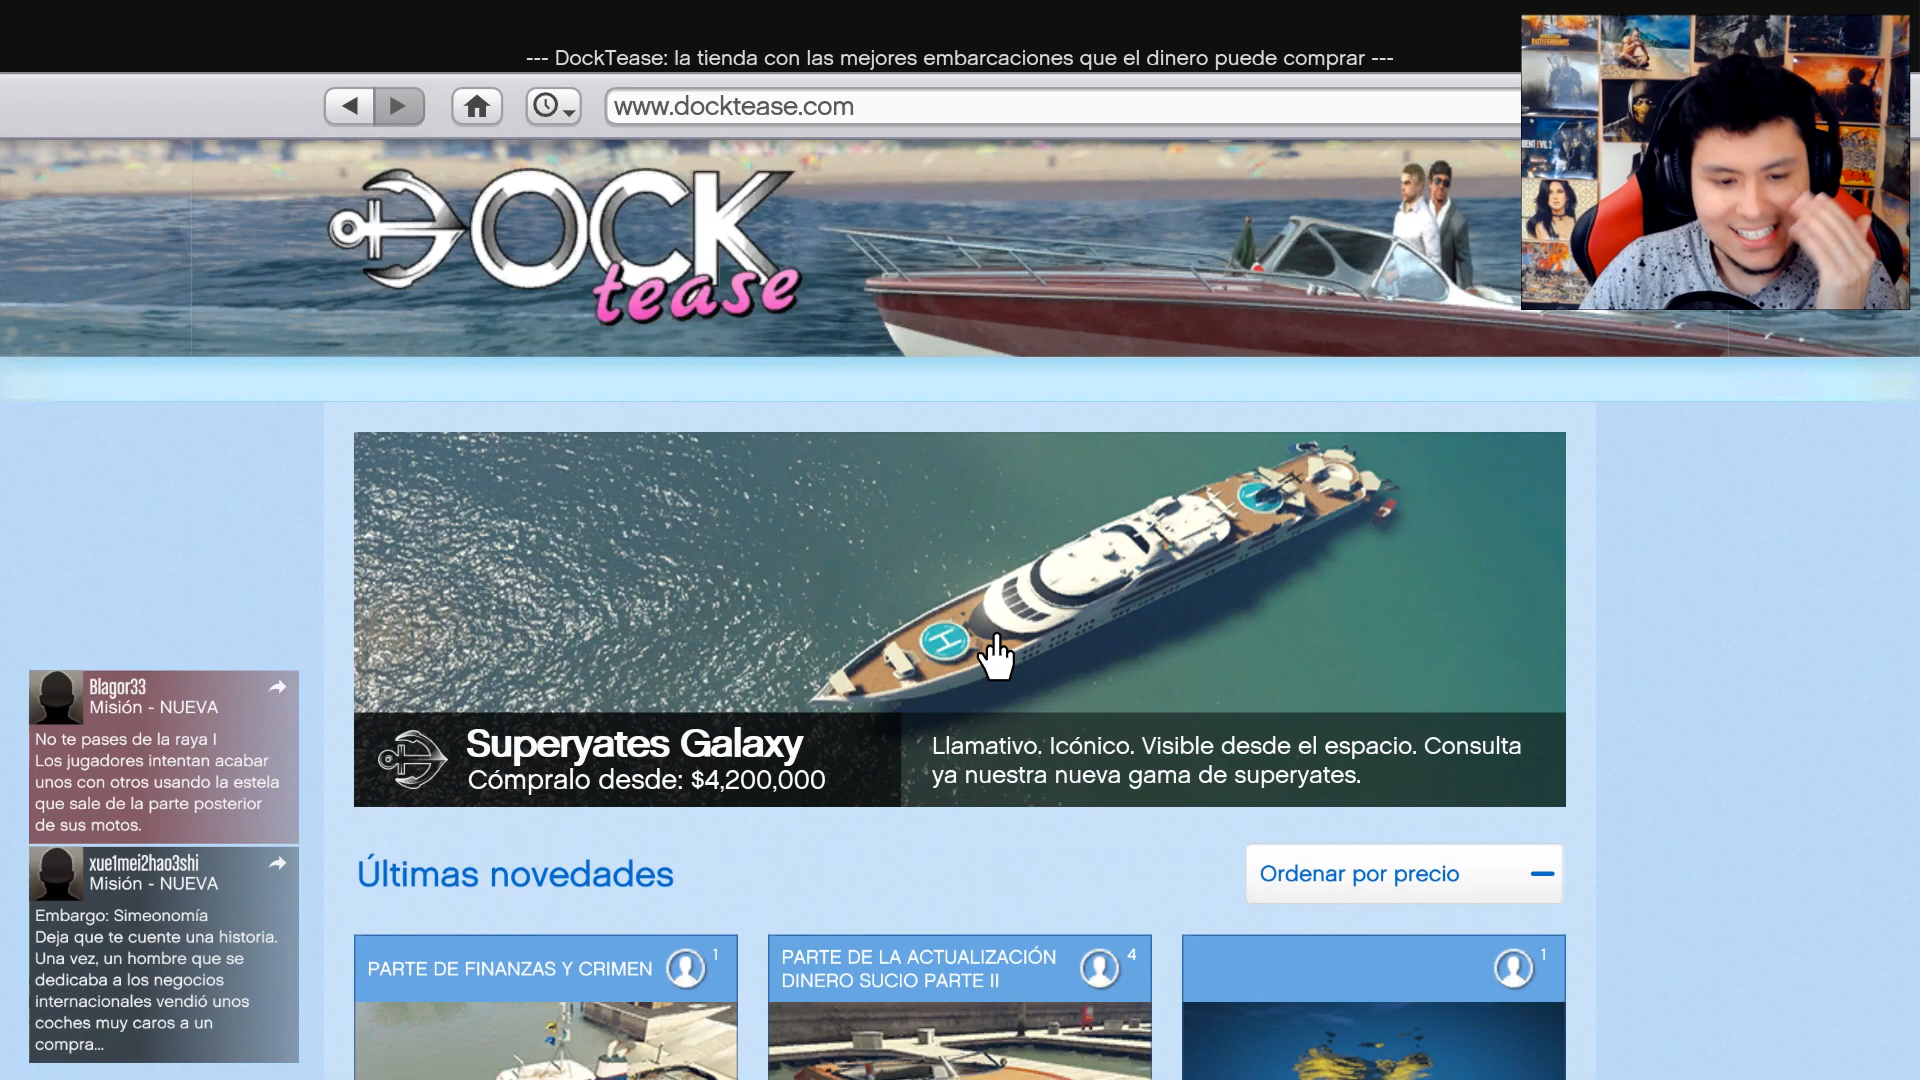 --- DockTease: la tienda con las mejores embarcaciones que el dinero puede comprar ---
www.docktease.com
DOCK
tease
Superyates Galaxy
Cómpralo desde: $4,200,000
Llamativo. Icónico. Visible desde el espacio. Consulta
ya nuestra nueva gama de superyates.
Blagor33
Misión - NUEVA
No te pases de la raya I
Los jugadores intentan acabar
unos con otros usando la estela
que sale de la parte posterior
de sus motos.
xue1mei2hao3shi
Misión - NUEVA
Embargo: Simeonomía
Deja que te cuente una historia.
Una vez, un hombre que se
dedicaba a los negocios
internacionales vendió unos
coches muy caros a un
compra...
Últimas novedades
Ordenar por precio
PARTE DE FINANZAS Y CRIMEN
1
PARTE DE LA ACTUALIZACIÓN
DINERO SUCIO PARTE II
4
1